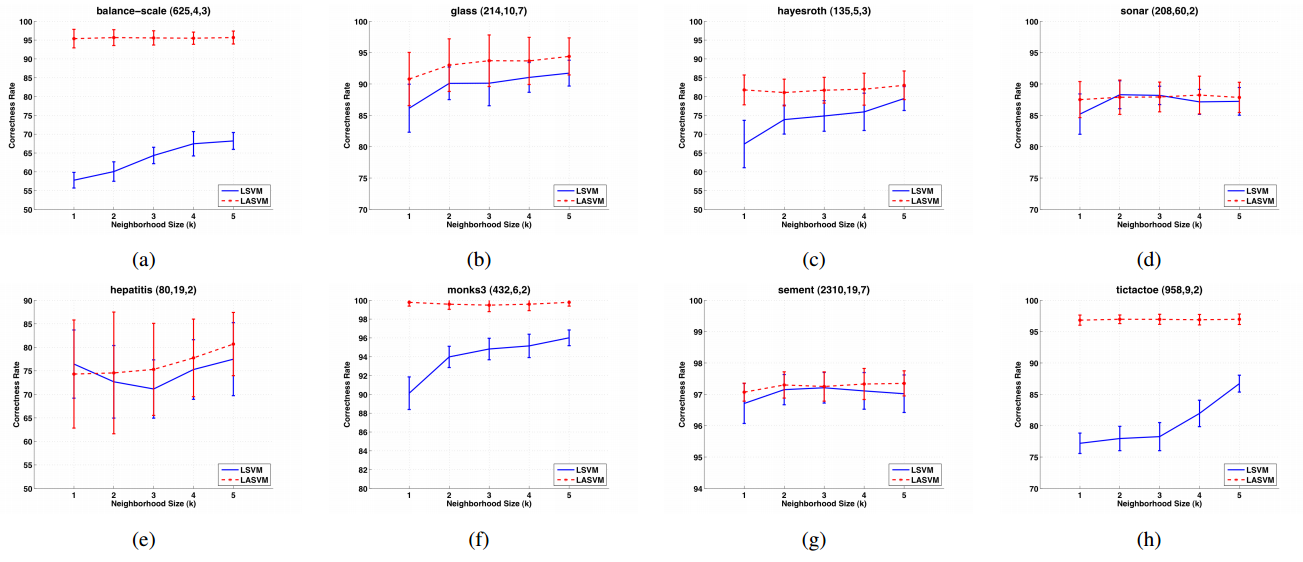 balance−scale (625,4,3)
100
95
90
85
80
75
70
65
60
55
50
Correctness Rate
1 2 3 4 5
Neighborhood Size (k)
LSVM
LASVM
(a)
glass (214,10,7)
100
95
90
85
80
75
70
Correctness Rate
1 2 3 4 5
Neighborhood Size (k)
LSVM
LASVM
(b)
hayesroth (135,5,3)
100
95
90
85
80
75
70
65
60
55
50
Correctness Rate
1 2 3 4 5
Neighborhood Size (k)
LSVM
LASVM
(c)
sonar (208,60,2)
100
95
90
85
80
75
70
Correctness Rate
1 2 3 4 5
Neighborhood Size (k)
LSVM
LASVM
(d)
hepatitis (80,19,2)
90
85
80
75
70
65
60
55
50
Correctness Rate
1 2 3 4 5
Neighborhood Size (k)
LSVM
LASVM
(e)
monks3 (432,6,2)
100
98
96
94
92
90
88
86
84
82
80
Correctness Rate
1 2 3 4 5
Neighborhood Size (k)
LSVM
LASVM
(f)
sement (2310,19,7)
100
99
98
97
96
95
94
Correctness Rate
1 2 3 4 5
Neighborhood Size (k)
LSVM
LASVM
(g)
tictactoe (958,9,2)
100
95
90
85
80
75
70
Correctness Rate
1 2 3 4 5
Neighborhood Size (k)
LSVM
LASVM
(h)